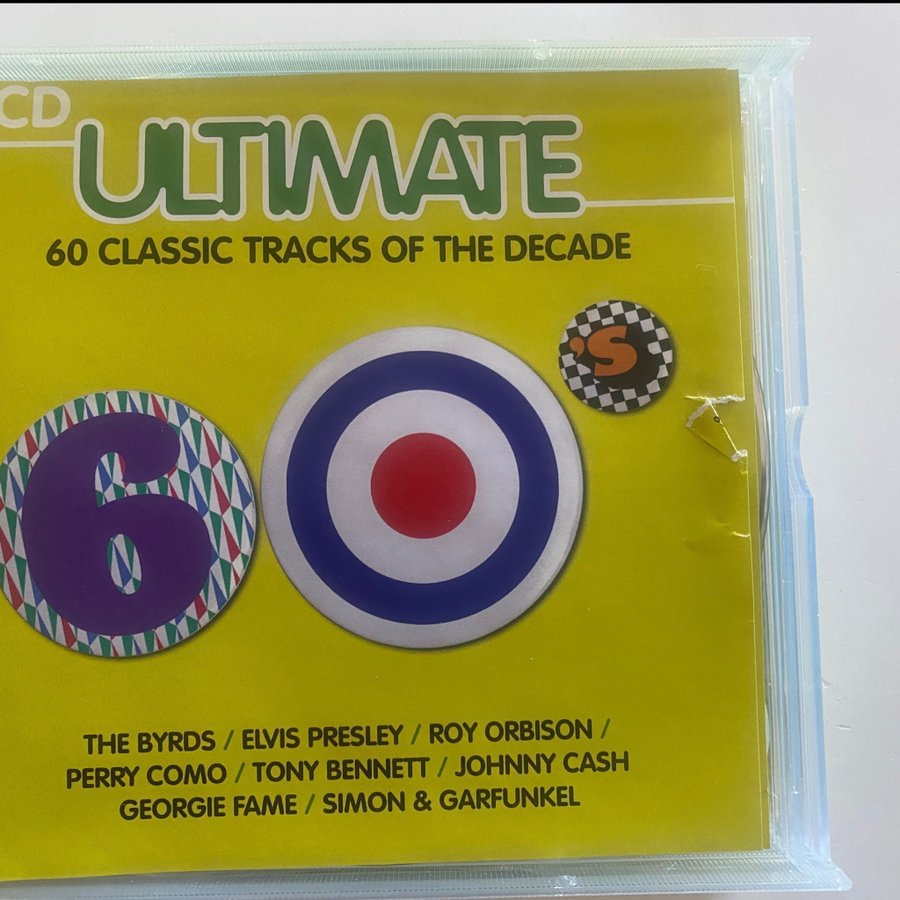 CD
ULTIMATE
60 CLASSIC TRACKS OF THE DECADE
6 'S
THE BYRDS / ELVIS PRESLEY / ROY ORBISON /
PERRY COMO / TONY BENNETT / JOHNNY CASH
GEORGIE FAME / SIMON & GARFUNKEL